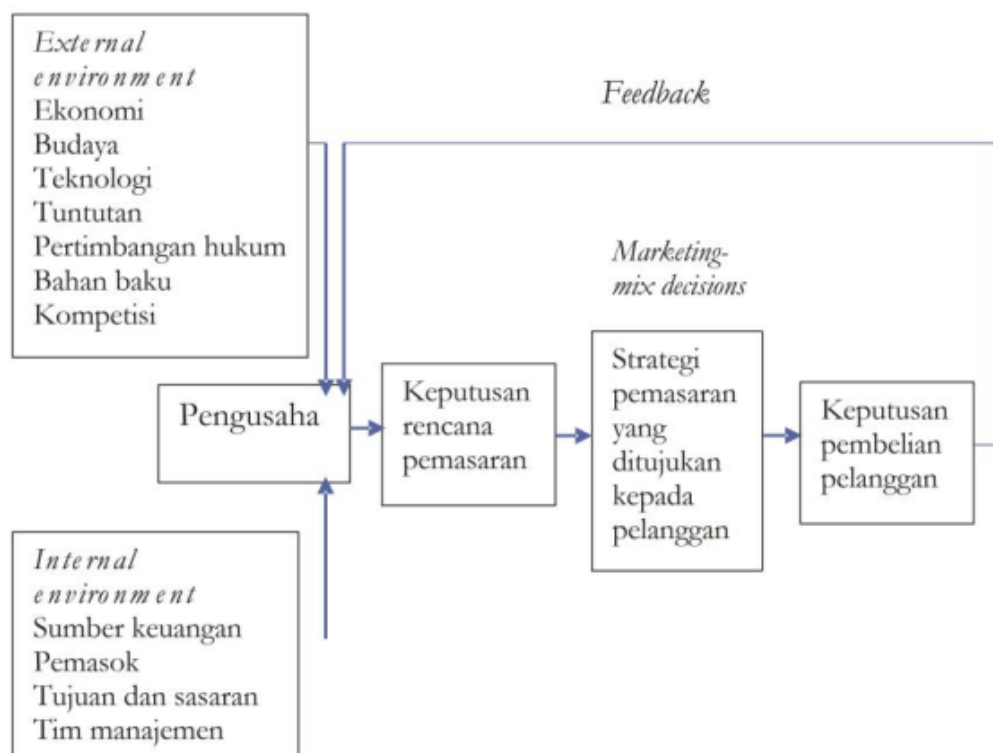 External
environment
Ekonomi
Budaya
Teknologi
Tuntutan
Pertimbangan hukum
Bahan baku
Kompetisi
Feedback
Marketing-
mix decisions
Pengusaha
Keputusan
rencana
pemasaran
Strategi
pemasaran
yang
ditujukan
kepada
pelanggan
Keputusan
pembelian
pelanggan
Internal
environment
Sumber keuangan
Pemasok
Tujuan dan sasaran
Tim manajemen